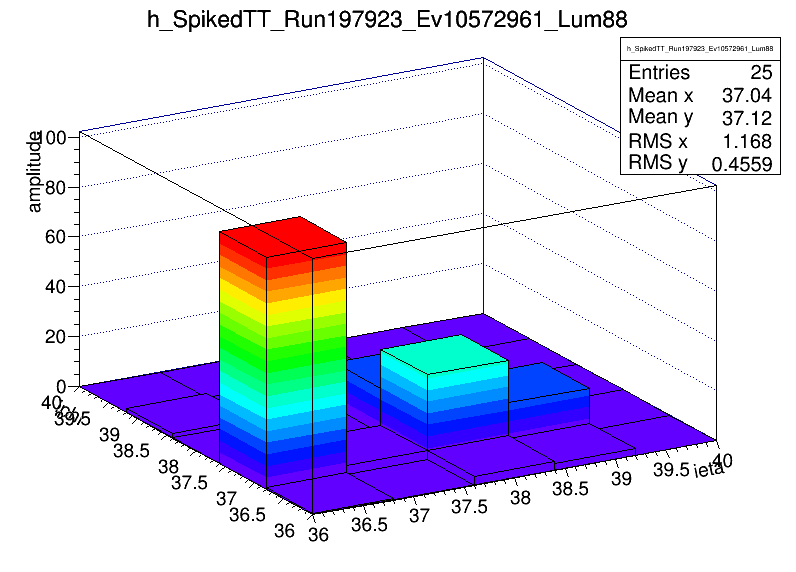 h_SpikedTT_Run197923_Ev10572961_Lum88
h_SpikedTT_Run197923_Ev10572961_Lum88
Entries 25
Mean x 37.04
Mean y 37.12
RMS x 1.168
RMS y 0.4559
amplitude
100
80
60
40
20
0
40
39.5
39
38.5
38
37.5
37
36.5
36
36
36.5
37
37.5
38
38.5
39
39.5
40
ieta